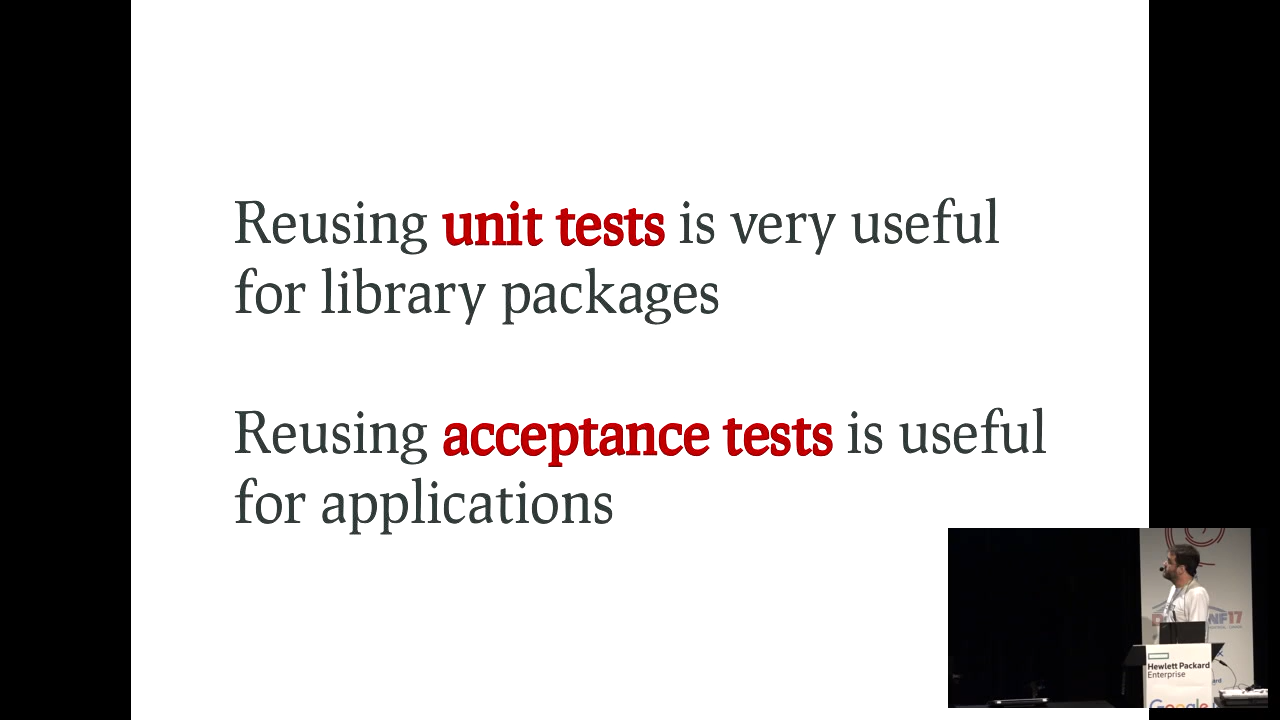 Reusing unit tests is very useful
for library packages
Reusing acceptance tests is useful
for applications
Hewlett Packard
Enterprise
Google